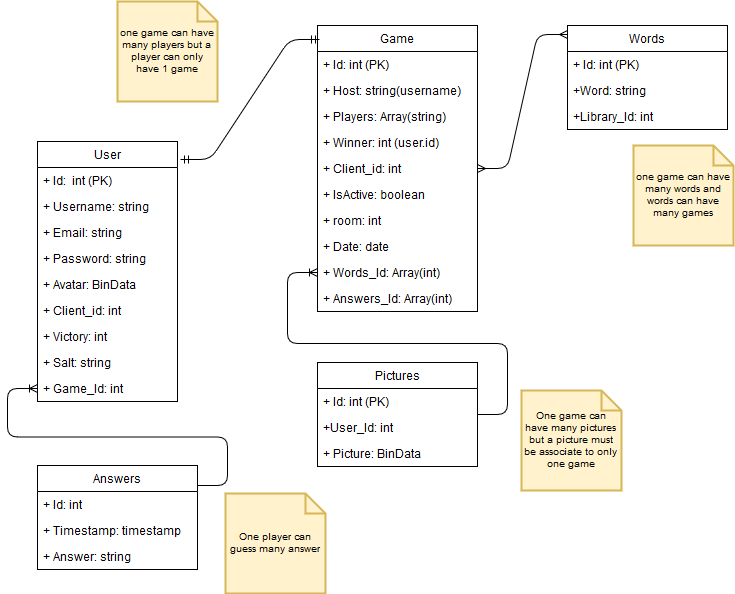 one game can have
many players but a
player can only
have 1 game
Game
+ Id: int (PK)
+ Host: string(username)
+ Players: Array(string)
+ Winner: int (user.id)
+ Client_id: int
+ IsActive: boolean
+ room: int
+ Date: date
+ Words_Id: Array(int)
+ Answers_Id: Array(int)
Words
+ Id: int (PK)
+Word: string
+Library_Id: int
one game can have
many words and
words can have
many games
User
+ Id:  int (PK)
+ Username: string
+ Email: string
+ Password: string
+ Avatar: BinData
+ Client_id: int
+ Victory: int
+ Salt: string
+ Game_Id: int
Pictures
+ Id: int (PK)
+User_Id: int
+ Picture: BinData
One game can
have many pictures
but a picture must
be associate to only
one game
Answers
+ Id: int
+ Timestamp: timestamp
+ Answer: string
One player can
guess many answer